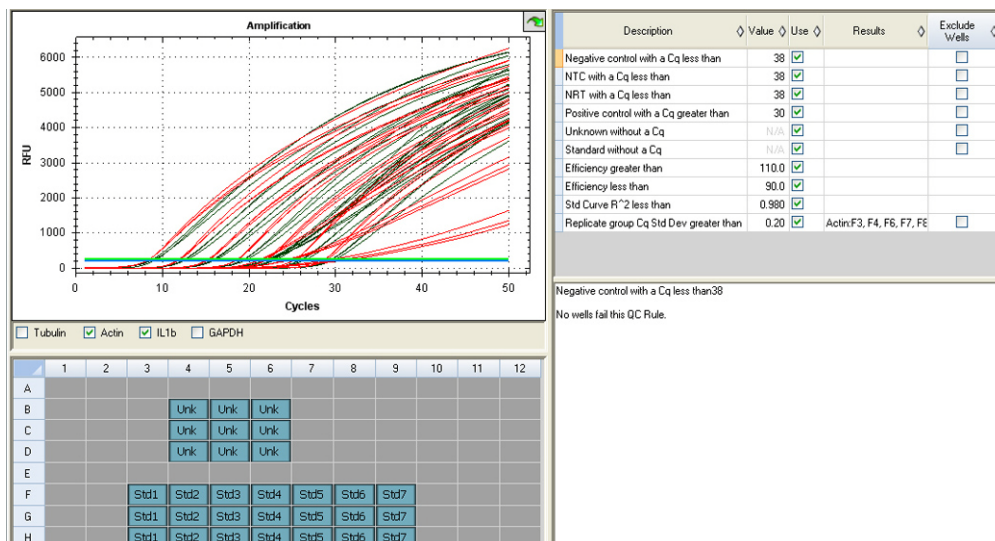 Amplification
RFU
6000
5000
4000
3000
2000
1000
0
0 10 20 30 40 50
Cycles
Tubulin Actin IL1b GAPDH
1 2 3 4 5 6 7 8 9 10 11 12
A
B Unk Unk Unk
C Unk Unk Unk
D Unk Unk Unk
E
F Std1 Std2 Std3 Std4 Std5 Std6 Std7
G Std1 Std2 Std3 Std4 Std5 Std6 Std7
H Std1 Std2 Std3 Std4 Std5 Std6 Std7
Description Value Use Results Exclude Wells
Negative control with a Cq less than 38
NTC with a Cq less than 38
NRT with a Cq less than 38
Positive control with a Cq greater than 30
Unknown without a Cq N/A
Standard without a Cq N/A
Efficiency greater than 110.0
Efficiency less than 90.0
Std Curve R^2 less than 0.980
Replicate group Cq Std Dev greater than 0.20 Actin:F3, F4, F6, F7, F8
Negative control with a Cq less than38
No wells fail this QC Rule.